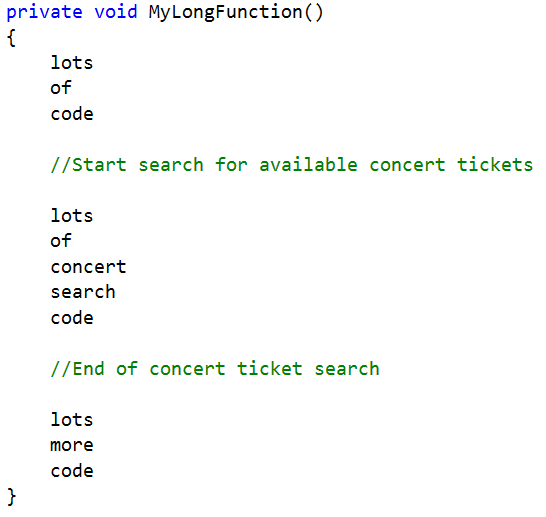 private void MyLongFunction()
{
lots
of
code
//Start search for available concert tickets
lots
of
concert
search
code
//End of concert ticket search
lots
more
code
}